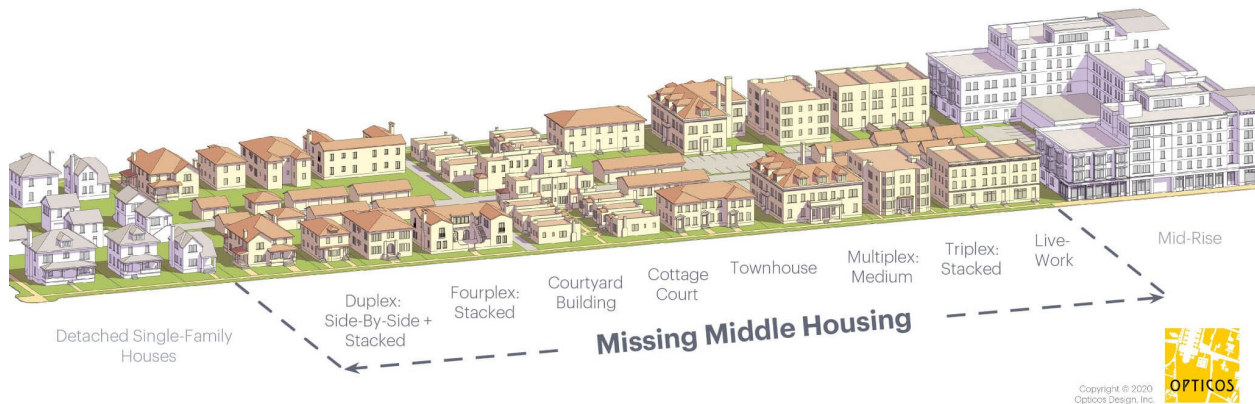 Detached Single-Family
Houses
Duplex:
Side-By-Side +
Stacked
Fourplex:
Stacked
Courtyard
Building
Cottage
Court
Townhouse
Multiplex:
Medium
Triplex:
Stacked
Live-
Work
Mid-Rise
Missing Middle Housing
Copyright © 2020
Opticos Design, Inc.
OPTICOS